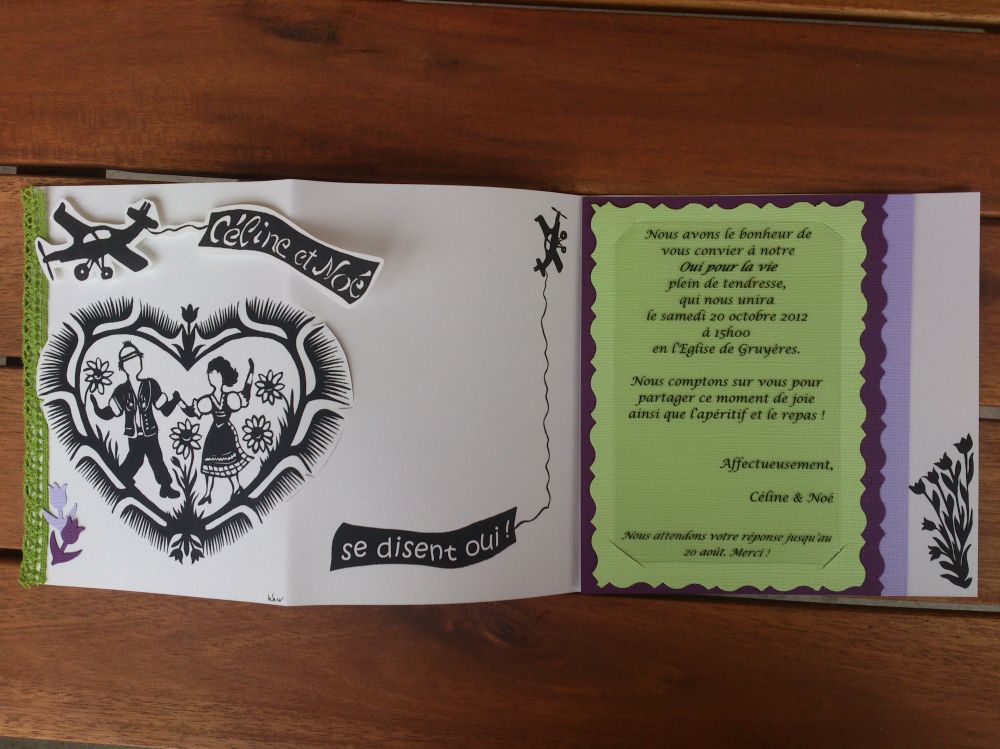 Céline et Noé
se disent oui !
Nous avons le bonheur de
vous convier à notre
Oui pour la vie
plein de tendresse,
qui nous unira
le samedi 20 octobre 2012
à 15h00
en l'Eglise de Gruyères.
Nous comptons sur vous pour
partager ce moment de joie
ainsi que l'apéritif et le repas !
Affectueusement,
Céline & Noé
Nous attendons votre réponse jusqu'au
20 août. Merci !